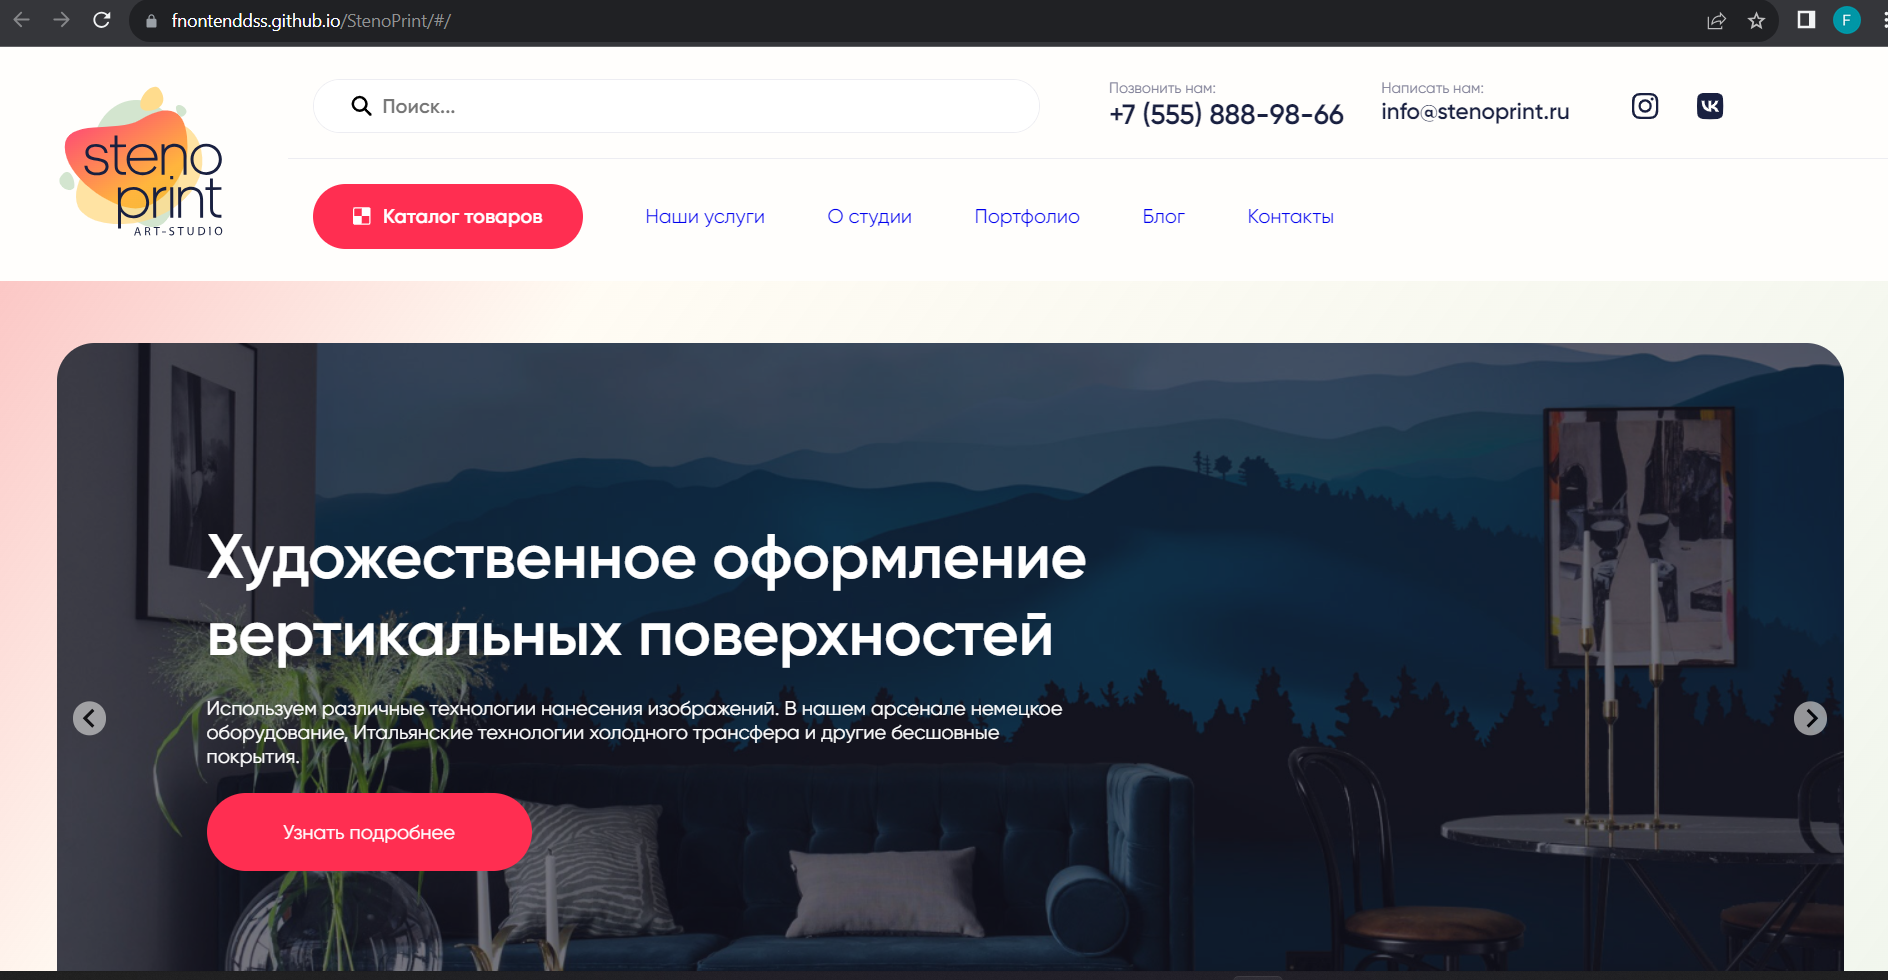 fnontenddss.github.io/StenoPrint/#/
F
steno
print
ART-STUDIO
Поиск...
Позвонить нам:
+7 (555) 888-98-66
Написать нам:
info@stenoprint.ru
Каталог товаров
Наши услуги
О студии
Портфолио
Блог
Контакты
Художественное оформление
вертикальных поверхностей
Используем различные технологии нанесения изображений. В нашем арсенале немецкое
оборудование, Итальянские технологии холодного трансфера и другие бесшовные
покрытия.
Узнать подробнее